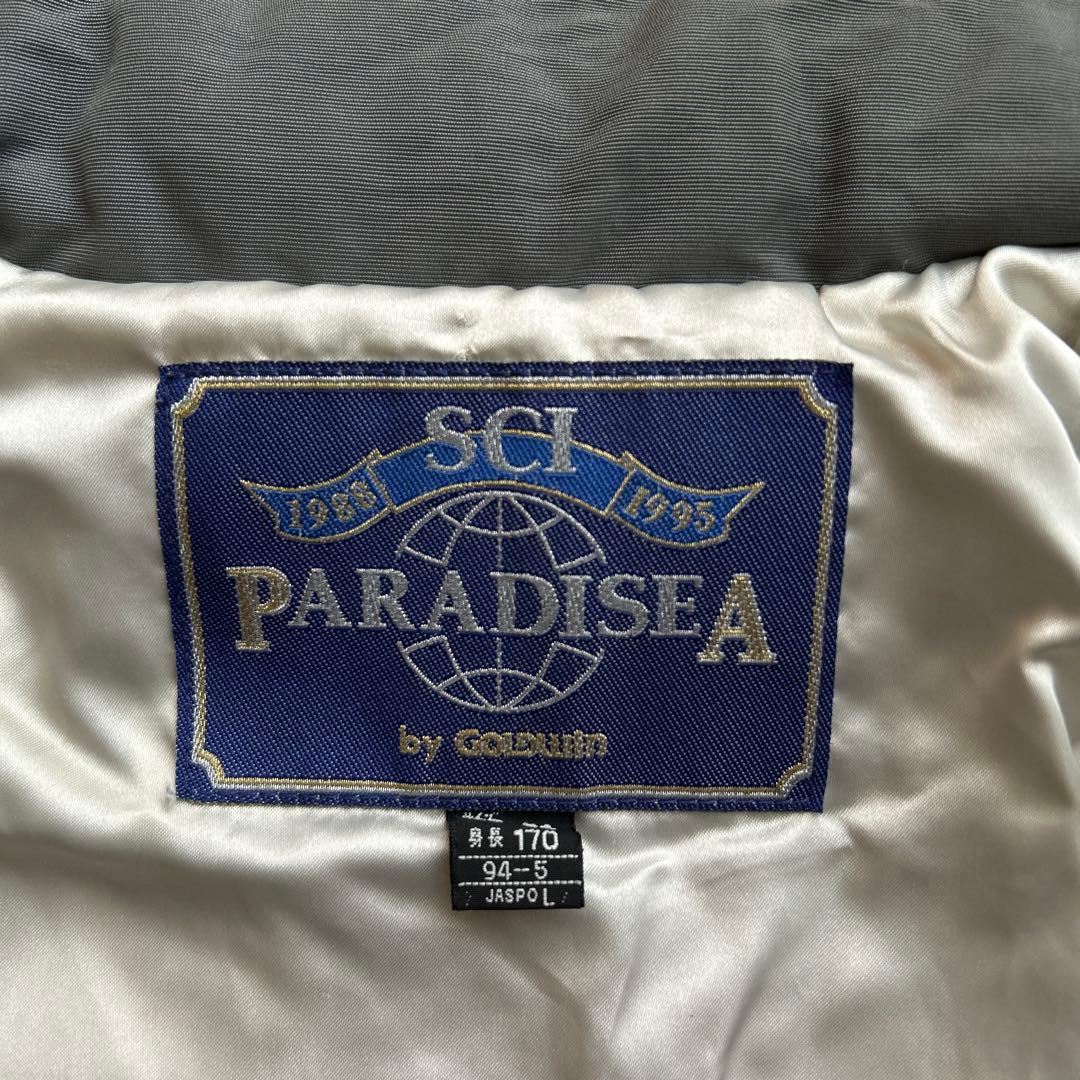 SCI
1988 1995
PARADISEA
by GOLDWIN
身長 170
94-5
JASPO L